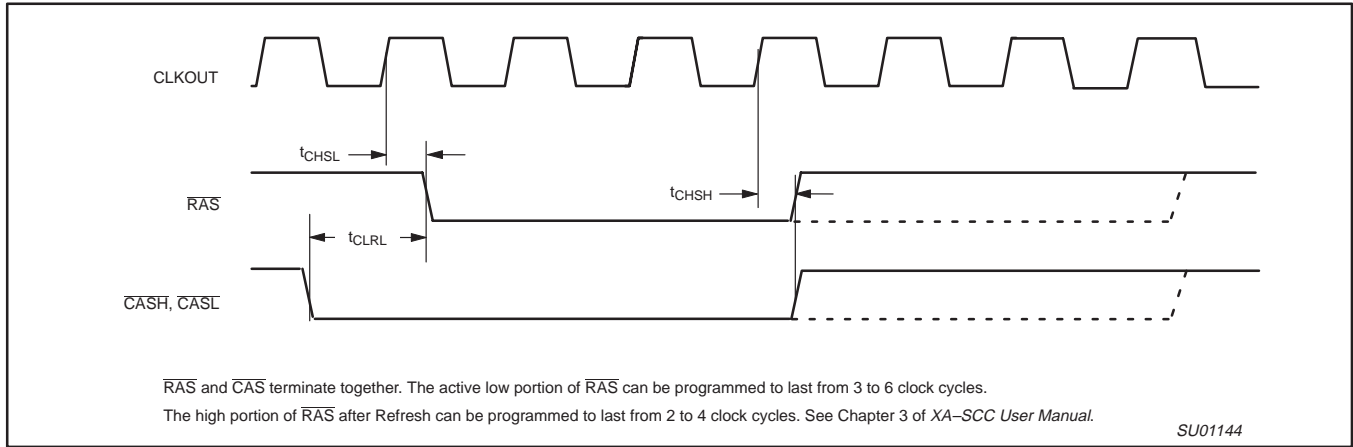 CLKOUT
tCHSL
tCHSH
RAS
tCLRL
CASH, CASL
RAS and CAS terminate together. The active low portion of RAS can be programmed to last from 3 to 6 clock cycles.
The high portion of RAS after Refresh can be programmed to last from 2 to 4 clock cycles. See Chapter 3 of XA–SCC User Manual.
SU01144